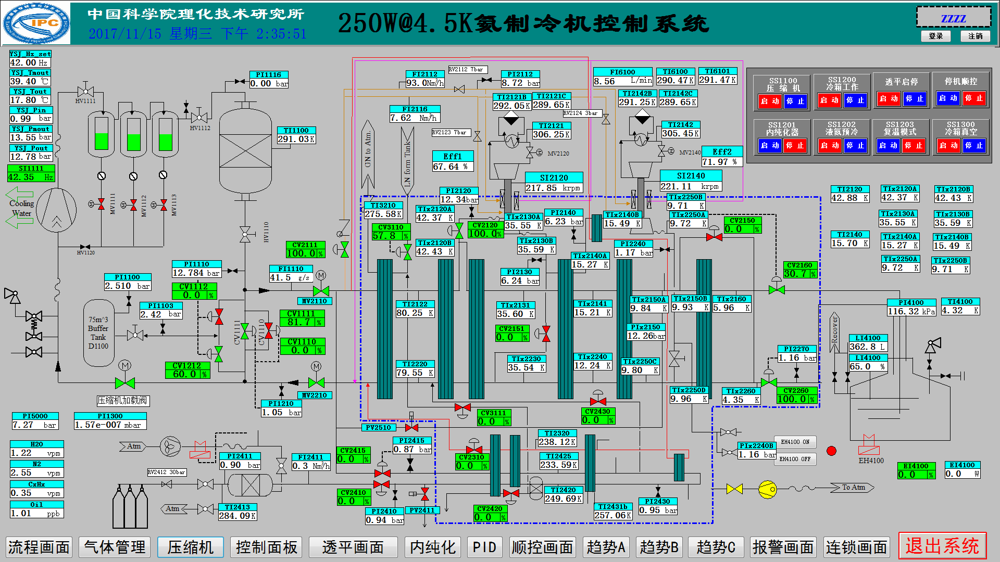 中国科学院理化技术研究所
2017/11/15 星期三 下午 2:35:51
250W@4.5K氦制冷机控制系统
IPC
ZZZZ
登录
注销
YSJ_Hz_set
42.00 Hz
YSJ_Tmout
39.40 ℃
YSJ_Tout
17.80 ℃
YSJ_Pin
0.99 bar
YSJ_Pmout
13.55 bar
YSJ_Pout
12.78 bar
SI1111
42.35 Hz
Cooling
Water
HV1111
HV1112
PI1116
0.00 bar
TI1100
291.03 K
MV1111
MV1112
MV1113
HV1110
HV1120
FI2112
93.0 Nm³/h
RV2112 7bar
PI2112
8.72 bar
FI6100
8.56 L/min
TI6100
290.47 K
TI6101
291.47 K
FI2116
7.62 Nm³/h
TI2121B
292.05 K
TI2121C
289.65 K
RV2124 3bar
TI2142B
291.25 K
TI2142C
289.65 K
RV2123 7bar
TI2121
306.25 K
TI2142
305.45 K
MV2120
MV2140
GN to Atm.
LN form Tank
Eff1
67.64 %
Eff2
71.97 %
SI2120
217.85 krpm
SI2140
221.11 krpm
SS1100
压 缩 机
启 动
停 止
SS1200
冷箱工作
启 动
停 止
透平启停
启 动
停 止
停机顺控
启 动
停 止
SS1201
内纯化器
启 动
停 止
SS1202
液氮预冷
启 动
停 止
SS1203
复温模式
启 动
停 止
SS1300
冷箱真空
启 动
停 止
TI2120
42.88 K
TIx2120A
42.37 K
TIx2120B
42.43 K
TIx2130A
35.55 K
TIx2130B
35.59 K
TI2140
15.70 K
TIx2140A
15.27 K
TIx2140B
15.49 K
TIx2250A
9.72 K
TIx2250B
9.71 K
TI3210
275.58 K
TIx2120A
42.37 K
PI2120
12.34 bar
CV3110
57.8 %
TIx2120B
42.43 K
CV2120
100.0 %
TIx2130A
35.55 K
PI2140
6.23 bar
TIx2130B
35.59 K
TIx2140B
15.49 K
TIx2250B
9.71 K
TIx2250A
9.72 K
CV2150
0.0 %
PI2240
1.17 bar
TIx2140A
15.27 K
PI2130
6.24 bar
CV2160
30.7 %
CV2111
100.0 %
FI1110
41.5 g/s
M
MV2110
PI1110
12.784 bar
CV1112
0.0 %
PI1100
2.510 bar
PI1103
2.42 bar
75m^3
Buffer
Tank
D1100
CV1111
CV1110
CV1111
81.7 %
CV1110
0.0 %
CV1212
60.0 %
M
M
MV2210
PI1210
1.05 bar
压缩机加载阀
TI2122
80.25 K
TI2220
79.55 K
TIx2131
35.60 K
CV2151
0.0 %
TIx2230
35.54 K
TIx2141
15.21 K
TIx2240
12.24 K
TIx2150A
9.84 K
TIx2150B
9.93 K
TIx2160
5.96 K
PIx2150
12.26 bar
TIx2250C
9.80 K
TIx2250D
9.96 K
TIx2260
4.35 K
PI2270
1.16 bar
CV2260
100.0 %
PI4100
116.32 kPa
TI4100
4.32 K
Recover
LI4100
362.8 L
LI4100
65.0 %
PI5000
7.27 bar
PI1300
1.57e-007 mbar
H2O
1.22 vpm
N2
2.55 vpm
CxHx
0.35 vpm
Oil
1.01 ppb
Atm
PI2411
0.90 bar
RV2412 30bar
FI2411
0.3 Nm³/h
Atm
TI2413
284.09 K
CV3111
0.0 %
CV2430
0.0 %
PV2510
PI2415
0.87 bar
CV2415
0.0 %
CV2310
0.0 %
CV2410
0.0 %
PI2410
0.94 bar
PV2411
CV2420
0.0 %
TI2320
238.12 K
TI2425
233.59 K
TI2420
249.69 K
TI2431b
257.06 K
PI2430
0.95 bar
PIx2240B
1.16 bar
EH4100 ON
EH4100 OFF
EH4100
EI4100
0.0 %
EI4100
0.0 W
To Atm
流程画面
气体管理
压缩机
控制面板
透平画面
内纯化
PID
顺控画面
趋势A
趋势B
趋势C
报警画面
连锁画面
退出系统